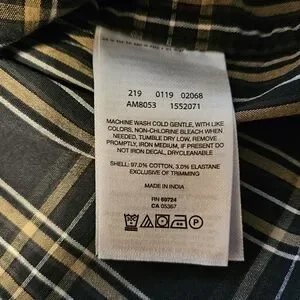 219 0119 02068
AM8053 1552071
MACHINE WASH COLD GENTLE, WITH LIKE
COLORS, NON-CHLORINE BLEACH WHEN
NEEDED, TUMBLE DRY LOW, REMOVE
PROMPTLY, IRON MEDIUM, IF PRESENT DO
NOT IRON DECAL, DRYCLEANABLE
SHELL: 97.0% COTTON, 3.0% ELASTANE
EXCLUSIVE OF TRIMMING
MADE IN INDIA
RN 69724
CA 05367